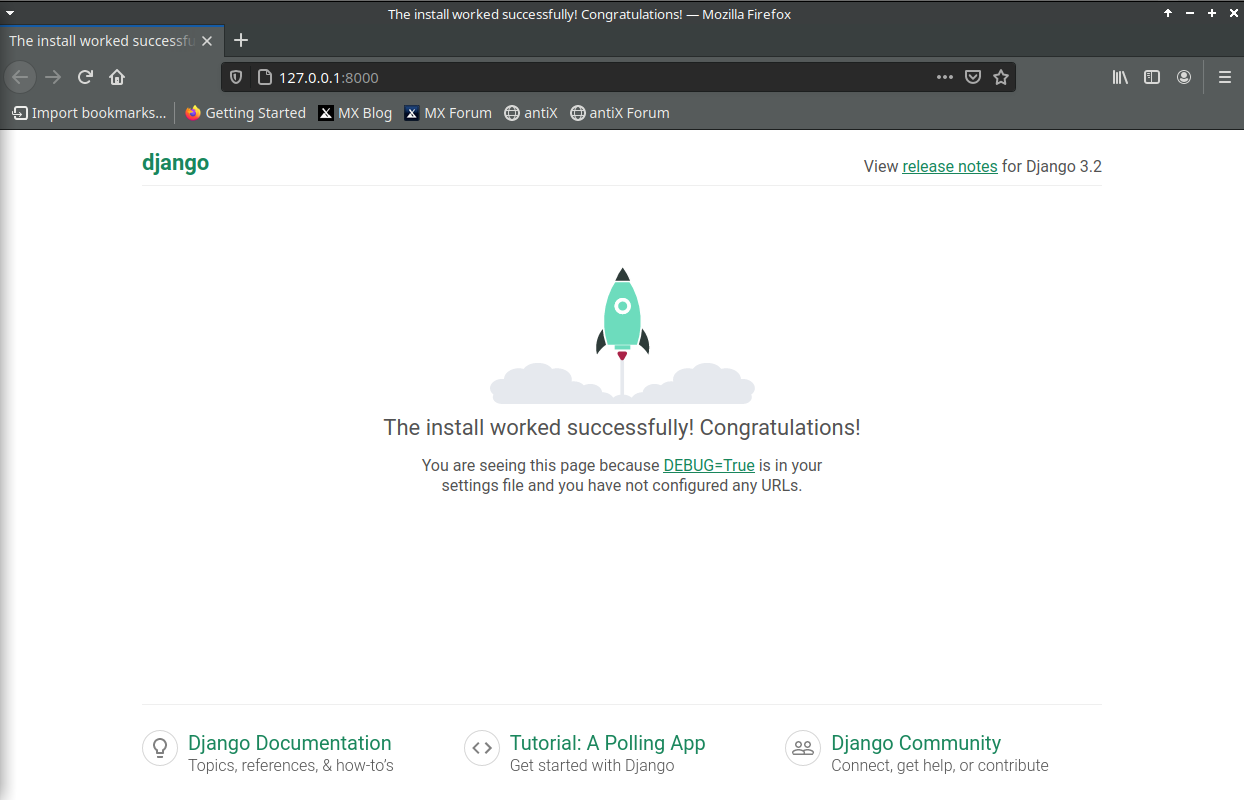 The install worked successfully! Congratulations! — Mozilla Firefox
The install worked successfu
127.0.0.1:8000
Import bookmarks... Getting Started MX Blog MX Forum antiX antiX Forum
django
View release notes for Django 3.2
The install worked successfully! Congratulations!
You are seeing this page because DEBUG=True is in your
settings file and you have not configured any URLs.
Django Documentation
Topics, references, & how-to’s
Tutorial: A Polling App
Get started with Django
Django Community
Connect, get help, or contribute